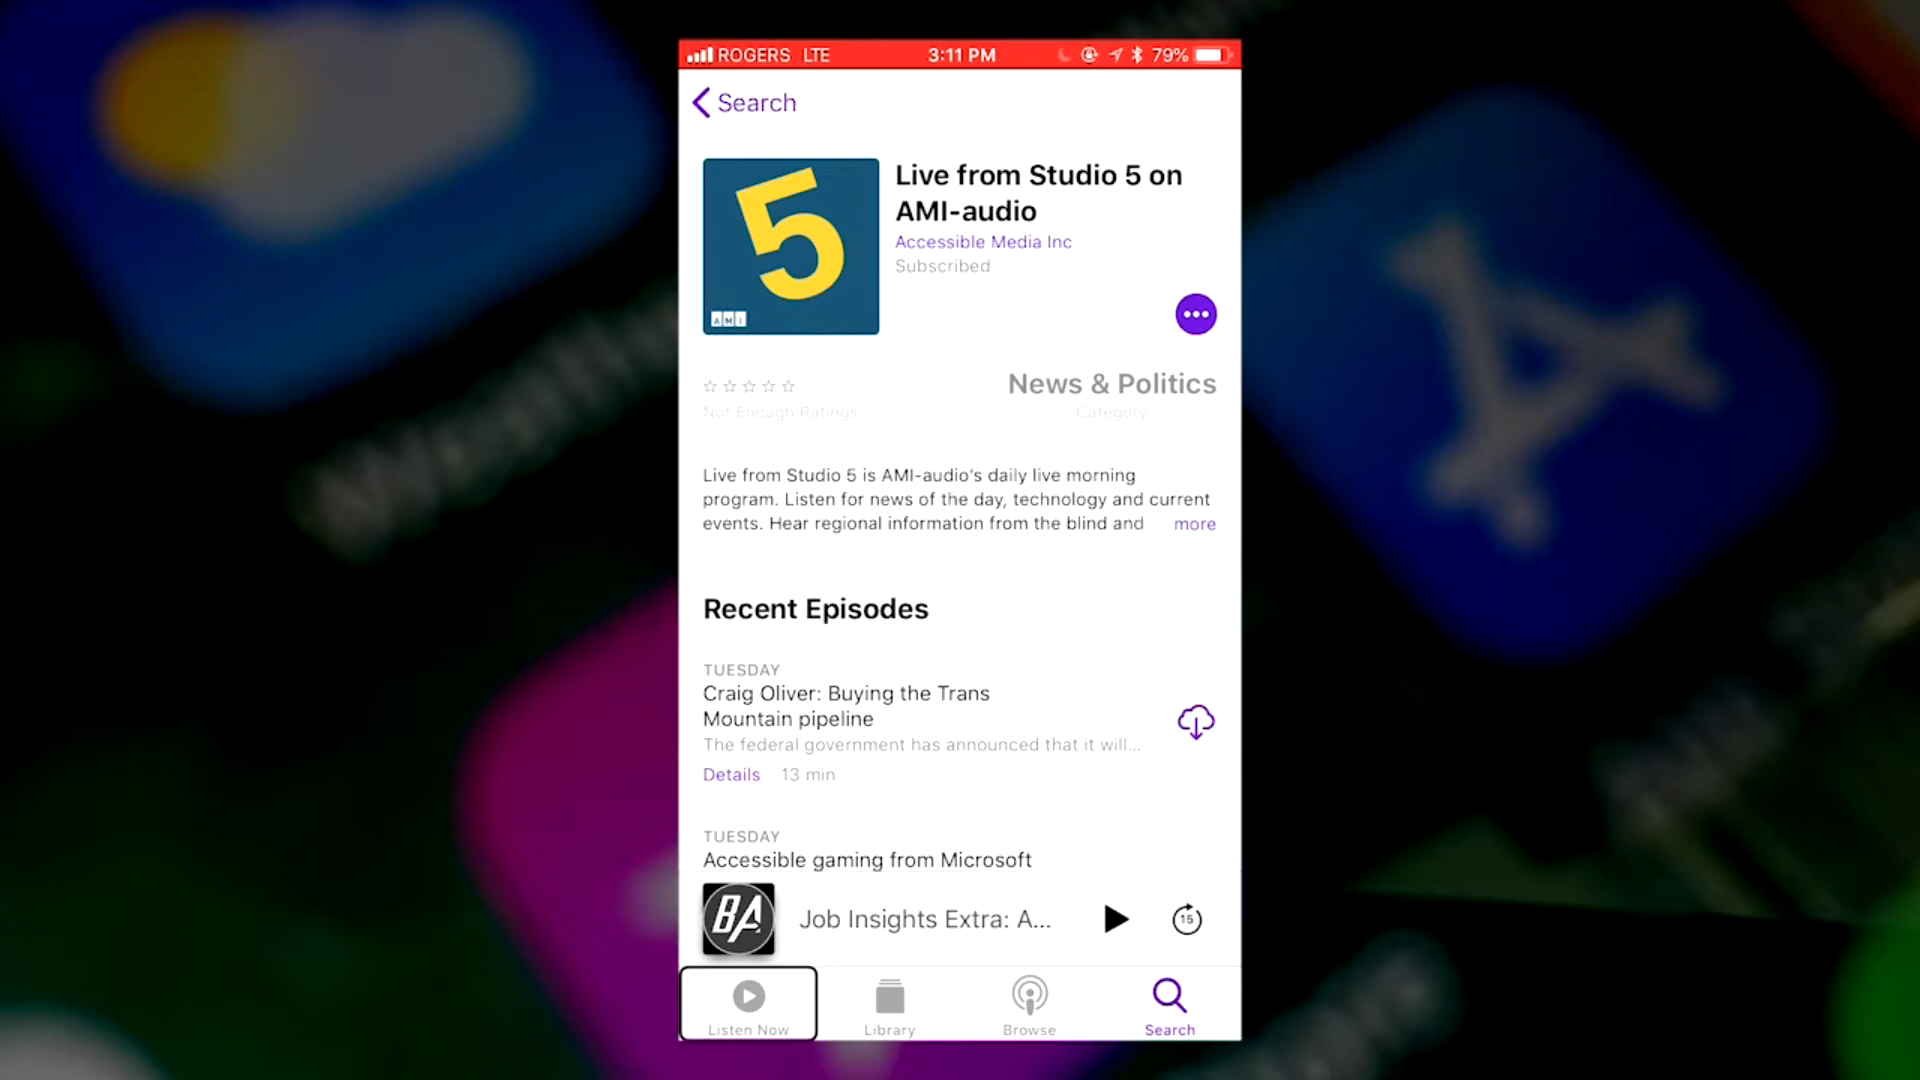 ROGERS LTE 3:11 PM 79%
Search
5
AMI
Live from Studio 5 on
AMI-audio
Accessible Media Inc
Subscribed
Not Enough Ratings
News & Politics
Category
Live from Studio 5 is AMI-audio's daily live morning
program. Listen for news of the day, technology and current
events. Hear regional information from the blind and more
Recent Episodes
TUESDAY
Craig Oliver: Buying the Trans
Mountain pipeline
The federal government has announced that it will...
Details 13 min
TUESDAY
Accessible gaming from Microsoft
BA
Job Insights Extra: A...
15
Listen Now
Library
Browse
Search